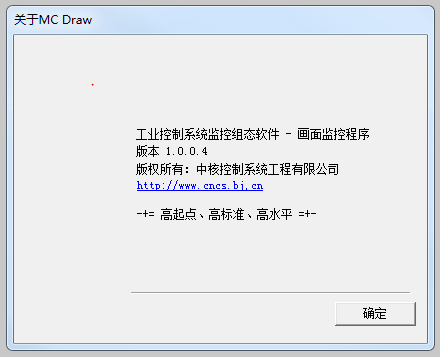 关于MC Draw
工业控制系统监控组态软件 - 画面监控程序
版本 1.0.0.4
版权所有：中核控制系统工程有限公司
http://www.cncs.bj.cn
-+= 高起点、高标准、高水平 =+-
确定